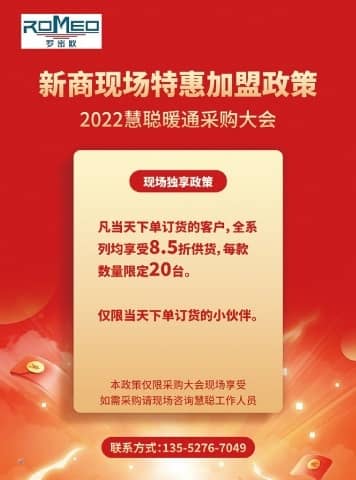 ROMEO
罗密欧
新商现场特惠加盟政策
2022慧聪暖通采购大会
现场独享政策
凡当天下单订货的客户,全系
列均享受8.5折供货,每款
数量限定20台。
仅限当天下单订货的小伙伴。
本政策仅限采购大会现场享受
如需采购请现场咨询慧聪工作人员
联系方式:135-5276-7049